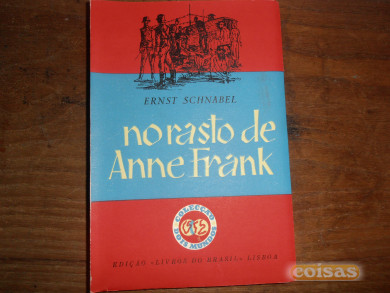 ERNST SCHNABEL
no rasto de
Anne Frank
COLECÇÃO
DOIS MUNDOS
EDIÇÃO «LIVROS DO BRASIL» LISBOA
coisas